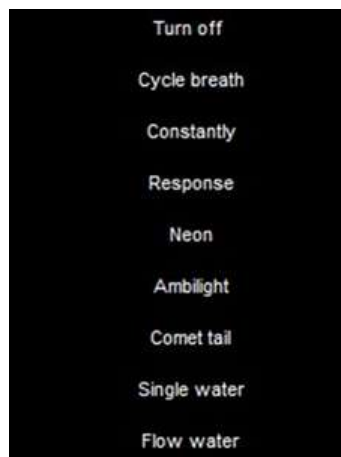 Turn off
Cycle breath
Constantly
Response
Neon
Ambilight
Comet tail
Single water
Flow water